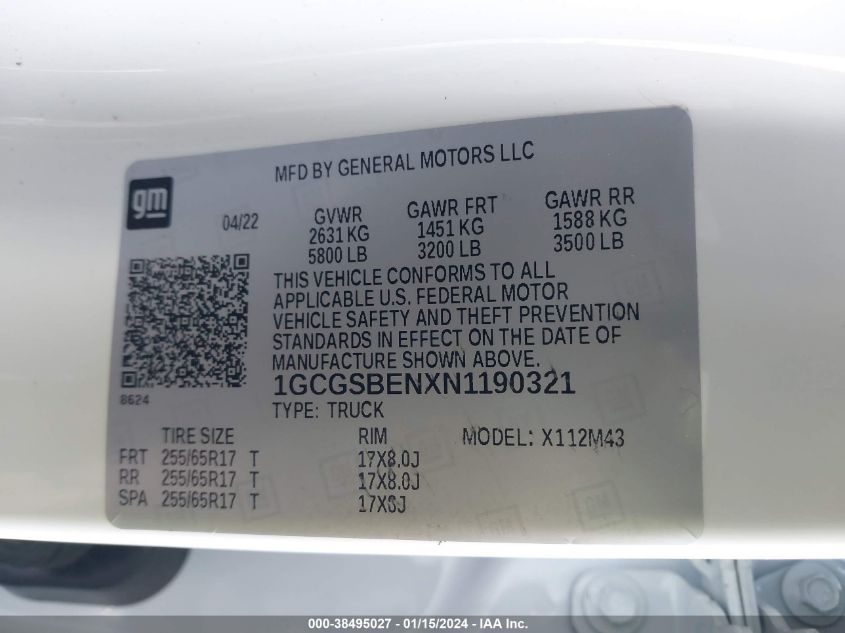 MFD BY GENERAL MOTORS LLC
gm
04/22
GVWR GAWR FRT GAWR RR
2631 KG 1451 KG 1588 KG
5800 LB 3200 LB 3500 LB
THIS VEHICLE CONFORMS TO ALL
APPLICABLE U.S. FEDERAL MOTOR
VEHICLE SAFETY AND THEFT PREVENTION
STANDARDS IN EFFECT ON THE DATE OF
MANUFACTURE SHOWN ABOVE.
1GCGSBENXN1190321
8624
TYPE: TRUCK
TIRE SIZE RIM MODEL: X112M43
FRT 255/65R17 T 17X8.0J
RR 255/65R17 T 17X8.0J
SPA 255/65R17 T
000-38495027 - 01/15/2024 - IAA Inc.